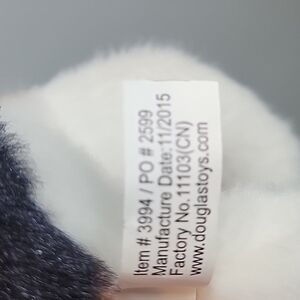 Item # 3994 / PO # 2599
Manufacture Date:11/2015
Factory No.11103(CN)
www.douglastoys.com